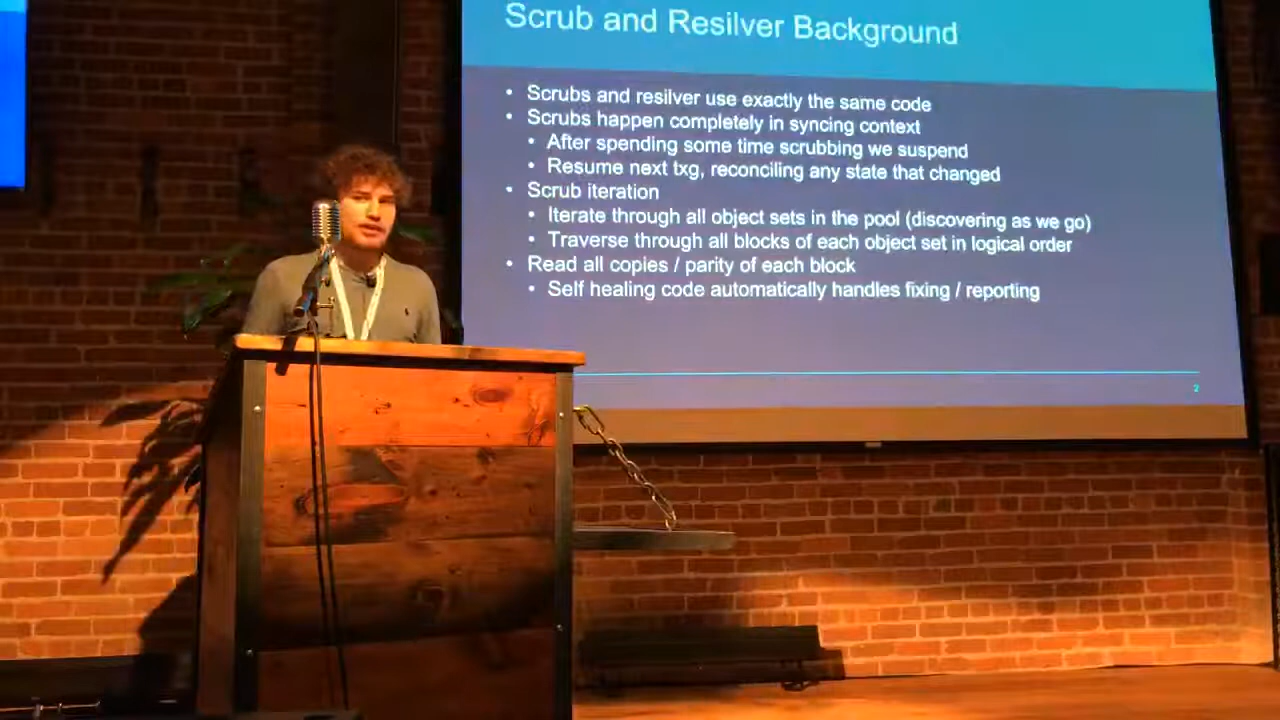 Scrub and Resilver Background
• Scrubs and resilver use exactly the same code
• Scrubs happen completely in syncing context
• After spending some time scrubbing we suspend
• Resume next txg, reconciling any state that changed
• Scrub iteration
• Iterate through all object sets in the pool (discovering as we go)
• Traverse through all blocks of each object set in logical order
• Read all copies / parity of each block
• Self healing code automatically handles fixing / reporting
2